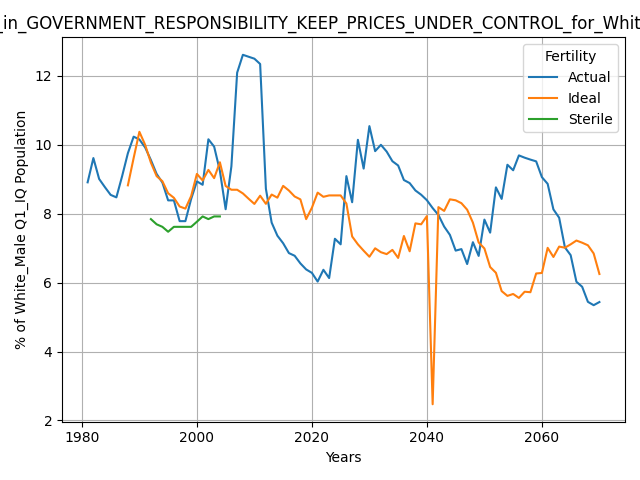 _in_GOVERNMENT_RESPONSIBILITY_KEEP_PRICES_UNDER_CONTROL_for_Whit
Fertility
Actual
Ideal
Sterile
% of White_Male Q1_IQ Population
12
10
8
6
4
2
1980 2000 2020 2040 2060
Years